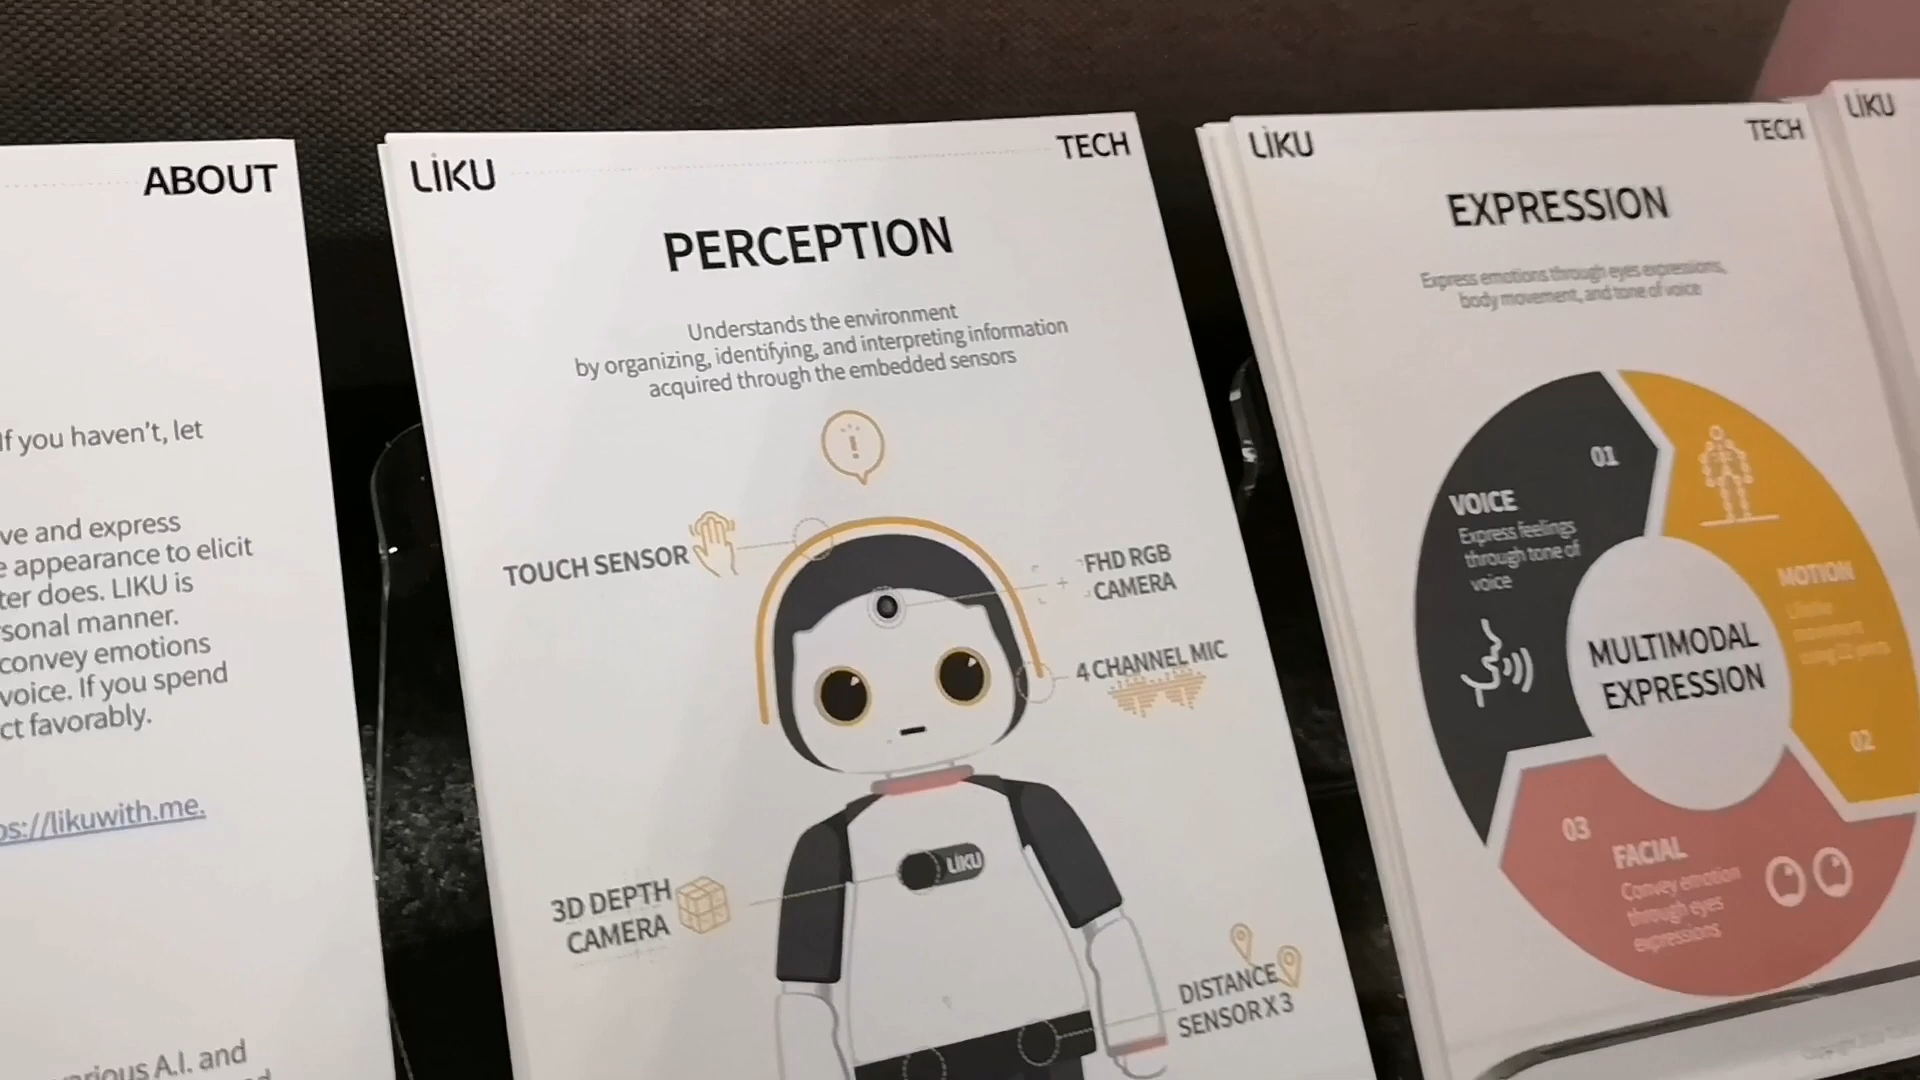 ABOUT
If you haven't, let
ve and express
e appearance to elicit
ter does. LIKU is
sonal manner.
convey emotions
voice. If you spend
ct favorably.
ps://likuwith.me.
arious A.I. and
LiKU
TECH
PERCEPTION
Understands the environment
by organizing, identifying, and interpreting information
acquired through the embedded sensors
!
TOUCH SENSOR
FHD RGB
CAMERA
4 CHANNEL MIC
LiKU
3D DEPTH
CAMERA
DISTANCE
SENSOR X 3
LiKU
TECH
EXPRESSION
Express emotions through eyes expressions,
body movement, and tone of voice
01
VOICE
Express feelings
through tone of
voice
MOTION
movement
02
MULTIMODAL
EXPRESSION
03
FACIAL
Convey emotion
through eyes
expressions
LiKU